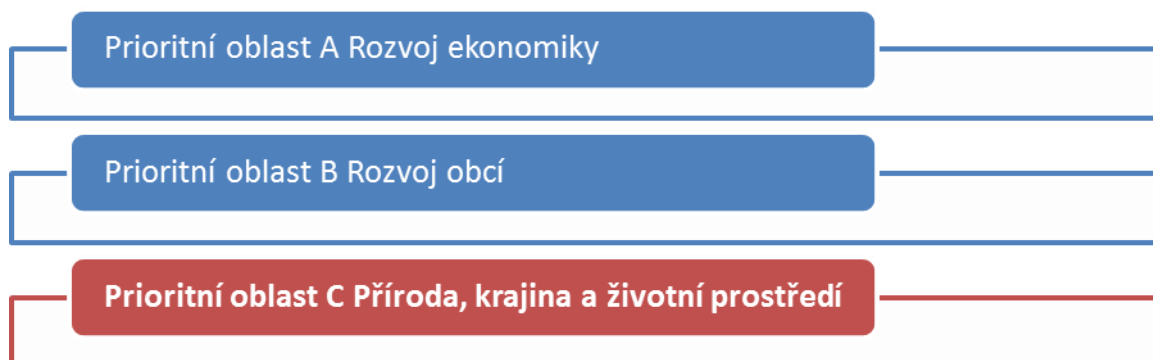 Prioritní oblast A Rozvoj ekonomiky
Prioritní oblast B Rozvoj obcí
Prioritní oblast C Příroda, krajina a životní prostředí